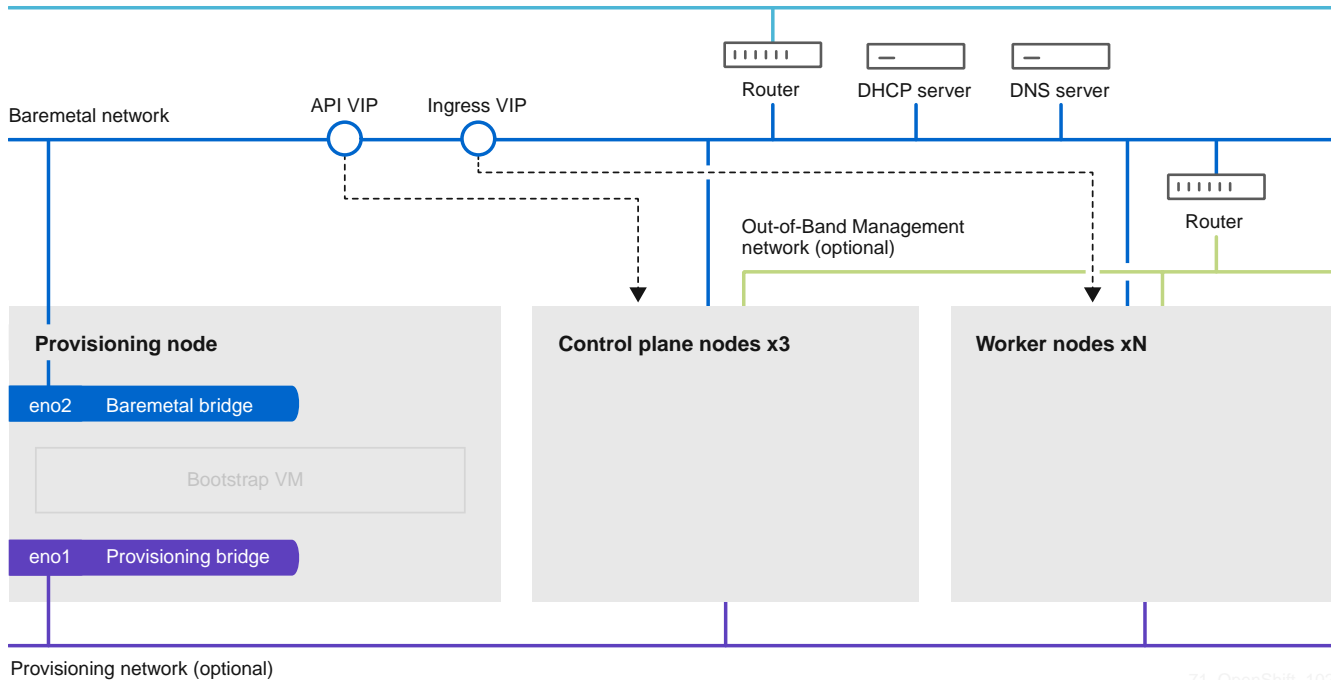 Router
DHCP server
DNS server
Baremetal network
API VIP
Ingress VIP
Router
Out-of-Band Management
network (optional)
Provisioning node
Control plane nodes x3
Worker nodes xN
eno2
Baremetal bridge
Bootstrap VM
eno1
Provisioning bridge
Provisioning network (optional)
71_OpenShift